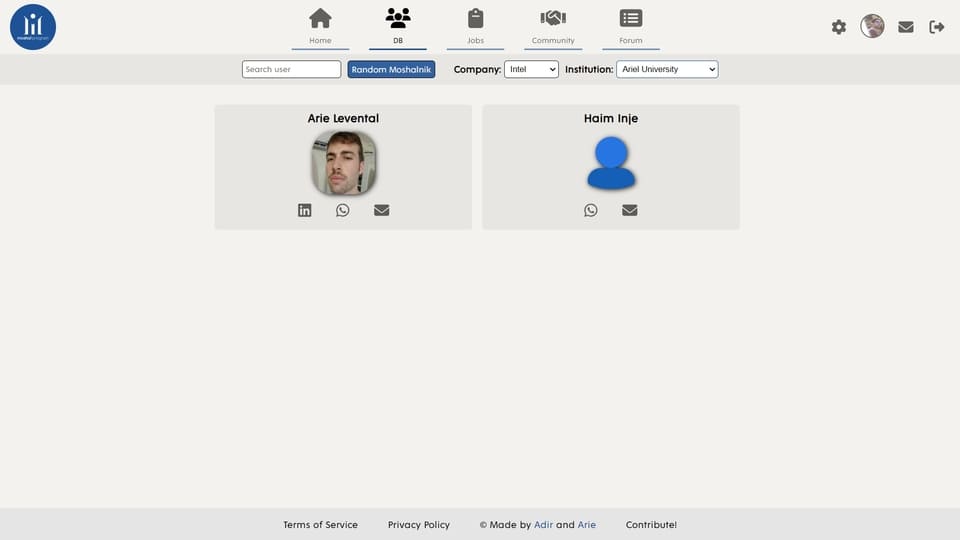 moshalprogram
Home
DB
Jobs
Community
Forum
Search user
Random Moshalnik
Company: Intel
Institution: Ariel University
Arie Levental
Haim Inje
Terms of Service
Privacy Policy
© Made by Adir and Arie
Contribute!